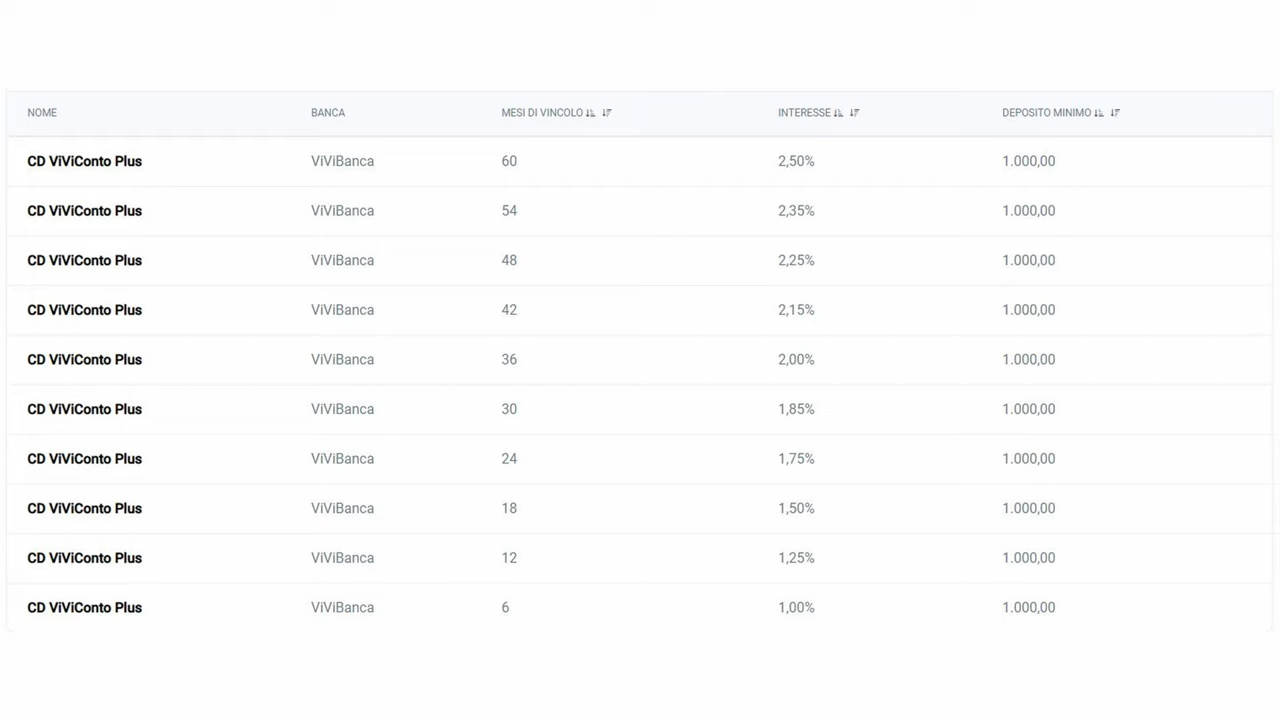 NOME BANCA MESI DI VINCOLO INTERESSE DEPOSITO MINIMO
CD ViViConto Plus ViViBanca 60 2,50% 1.000,00
CD ViViConto Plus ViViBanca 54 2,35% 1.000,00
CD ViViConto Plus ViViBanca 48 2,25% 1.000,00
CD ViViConto Plus ViViBanca 42 2,15% 1.000,00
CD ViViConto Plus ViViBanca 36 2,00% 1.000,00
CD ViViConto Plus ViViBanca 30 1,85% 1.000,00
CD ViViConto Plus ViViBanca 24 1,75% 1.000,00
CD ViViConto Plus ViViBanca 18 1,50% 1.000,00
CD ViViConto Plus ViViBanca 12 1,25% 1.000,00
CD ViViConto Plus ViViBanca 6 1,00% 1.000,00